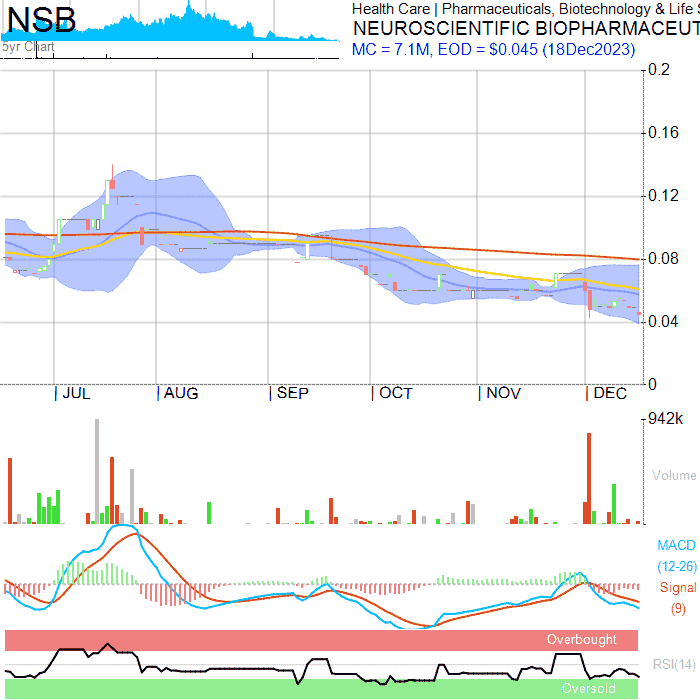 NSB
5yr Chart
Health Care | Pharmaceuticals, Biotechnology & Life S
NEUROSCIENTIFIC BIOPHARMACEUT
MC = 7.1M, EOD = $0.045 (18Dec2023)
0.2
0.16
0.12
0.08
0.04
0
JUL AUG SEP OCT NOV DEC
942k
Volume
MACD
(12-26)
Signal
(9)
Overbought
RSI(14)
Oversold